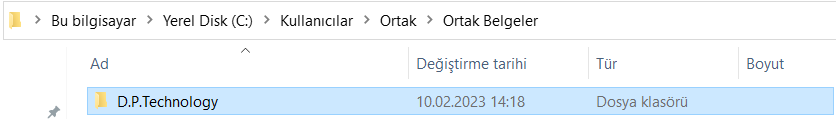 Bu bilgisayar > Yerel Disk (C:) > Kullanıcılar > Ortak > Ortak Belgeler
Ad Değiştirme tarihi Tür Boyut
D.P.Technology 10.02.2023 14:18 Dosya klasörü